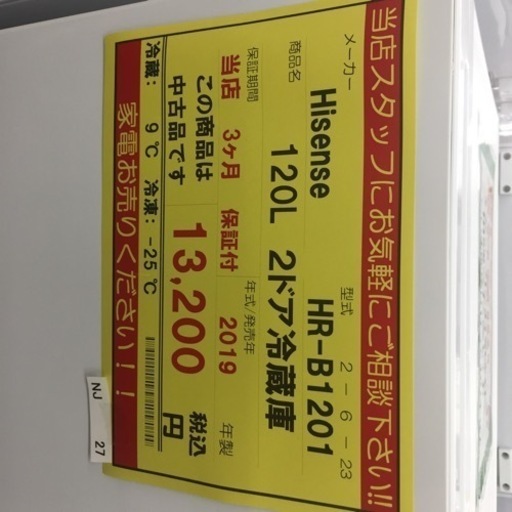 当店スタッフにお気軽にご相談下さい!!
メーカー 型式 2-6-23
Hisense HR-B1201
商品名
120L 2ドア冷蔵庫
保証期間 年式/発売年
当店 3ヶ月 保証付 2019 年製
この商品は
中古品です
13,200 税込
円
冷蔵: 9℃ 冷凍: -25℃
家電お売りください!!
NJ 27